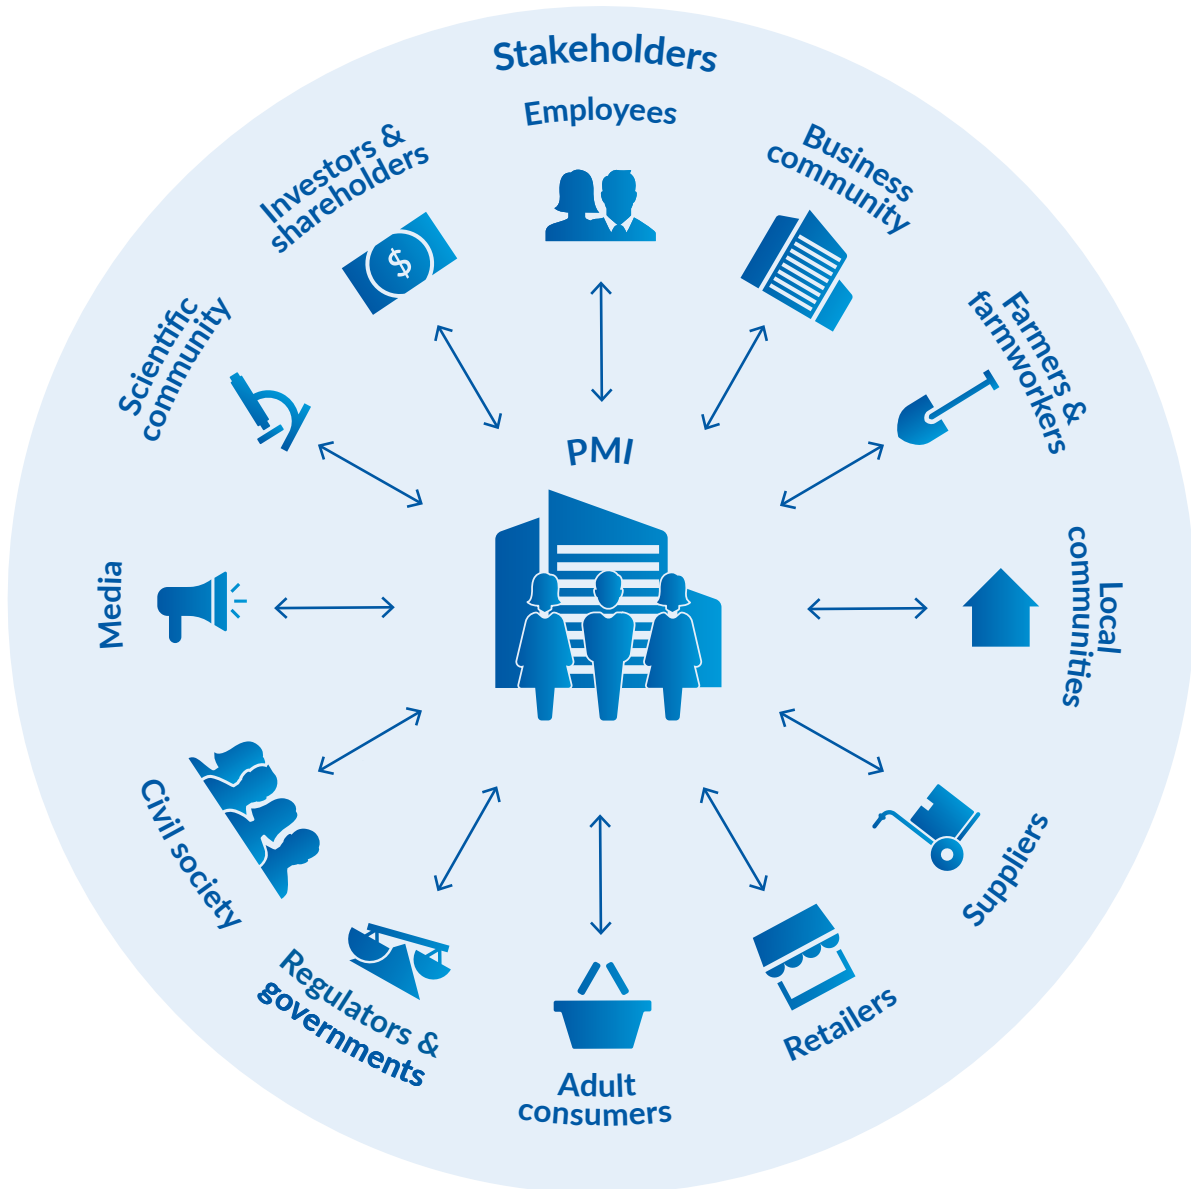 Stakeholders
Employees
Business
community
Farmers &
farmworkers
Local
communities
Suppliers
Retailers
Adult
consumers
Regulators &
governments
Civil society
Media
Scientific
community
Investors &
shareholders
$
PMI